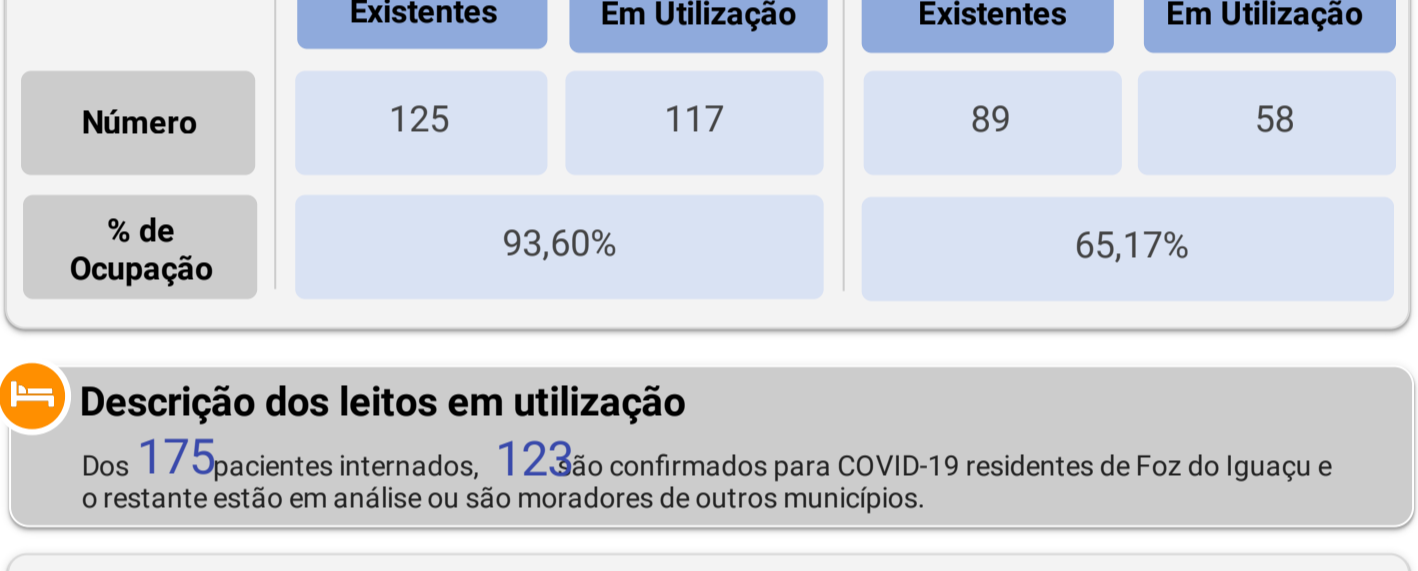 Existentes Em Utilização Existentes Em Utilização
Número 125 117 89 58
% de
Ocupação 93,60% 65,17%
Descrição dos leitos em utilização
Dos 175 pacientes internados, 123 são confirmados para COVID-19 residentes de Foz do Iguaçu e
o restante estão em análise ou são moradores de outros municípios.